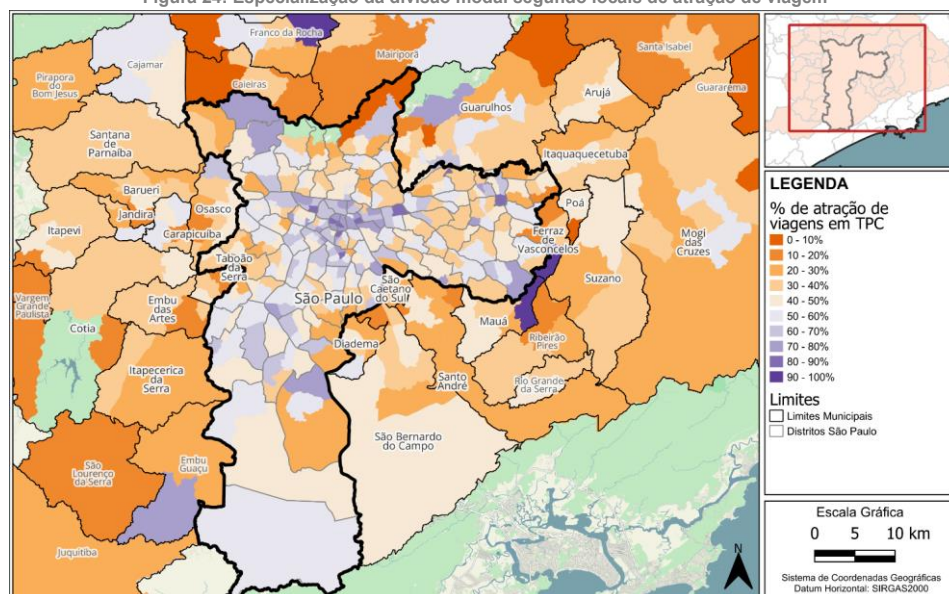 Figura 24: Especialização da divisão modal segundo locais de atração de viagem
Franco da Rocha
Mairiporã
Santa Isabel
Cajamar
Pirapora
do
Bom Jesus
Caieiras
Guararema
Guarulhos
Arujá
Santana
de
Parnaíba
Itaquaquecetuba
Barueri
Jandira
Osasco
Poá
Itapevi
Carapicuíba
Ferraz
de
Vasconcelos
Mogi
das
Cruzes
Taboão
da
Serra
São
Caetano
do Sul
Suzano
São Paulo
Vargem
Grande
Paulista
Embu
das
Artes
Cotia
Mauá
Diadema
Ribeirão
Pires
Itapecerica
da
Serra
Santo
André
Rio Grande
da Serra
São Bernardo
do Campo
São
Lourenço
da Serra
Embu
Guaçu
Juquitiba
LEGENDA
% de atração de
viagens em TPC
0 - 10%
10 - 20%
20 - 30%
30 - 40%
40 - 50%
50 - 60%
60 - 70%
70 - 80%
80 - 90%
90 - 100%
Limites
Limites Municipais
Distritos São Paulo
Escala Gráfica
0 5 10 km
N
Sistema de Coordenadas Geográficas
Datum Horizontal: SIRGAS2000